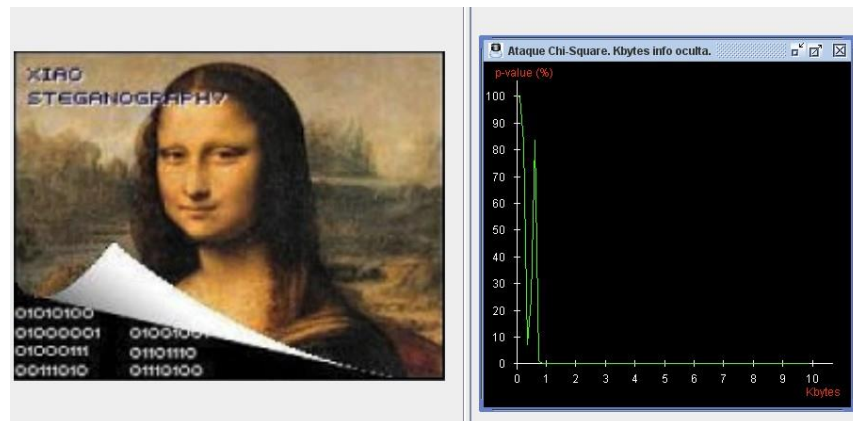 XIAO
STEGANOGRAPHY
01010100
01000001 01001001
01000111 01101110
00111010 01110100
Ataque Chi-Square. Kbytes info oculta.
p-value (%)
100
90
80
70
60
50
40
30
20
10
0
0 1 2 3 4 5 6 7 8 9 10
Kbytes